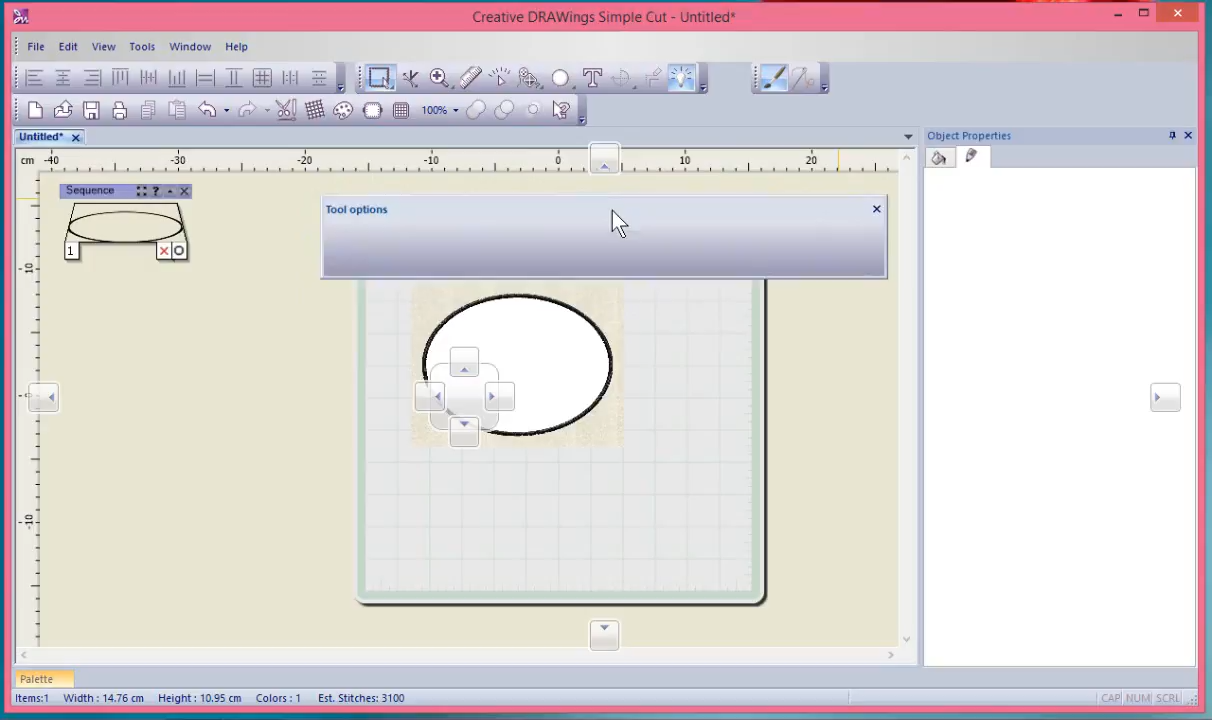 Creative DRAWings Simple Cut - Untitled*
File Edit View Tools Window Help
100%
Untitled*
Object Properties
cm -40 -30 -20 -10 0 10 20
Sequence ?
Tool options
1
10
0
-10
Palette
Items:1 Width : 14.76 cm Height : 10.95 cm Colors : 1 Est. Stitches: 3100 CAP NUM SCRL